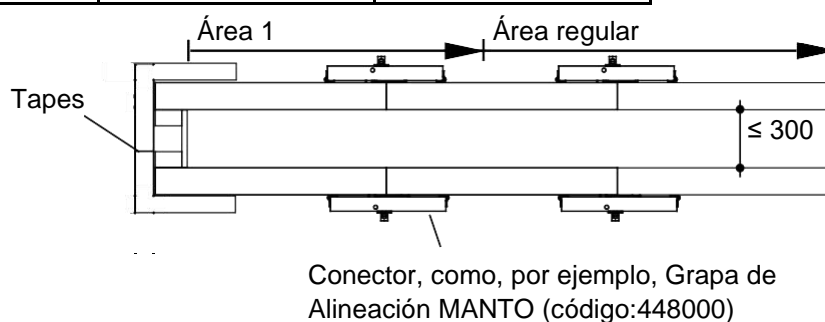 Área 1
Área regular
Tapes
≤ 300
Conector, como, por ejemplo, Grapa de
Alineación MANTO (código:448000)